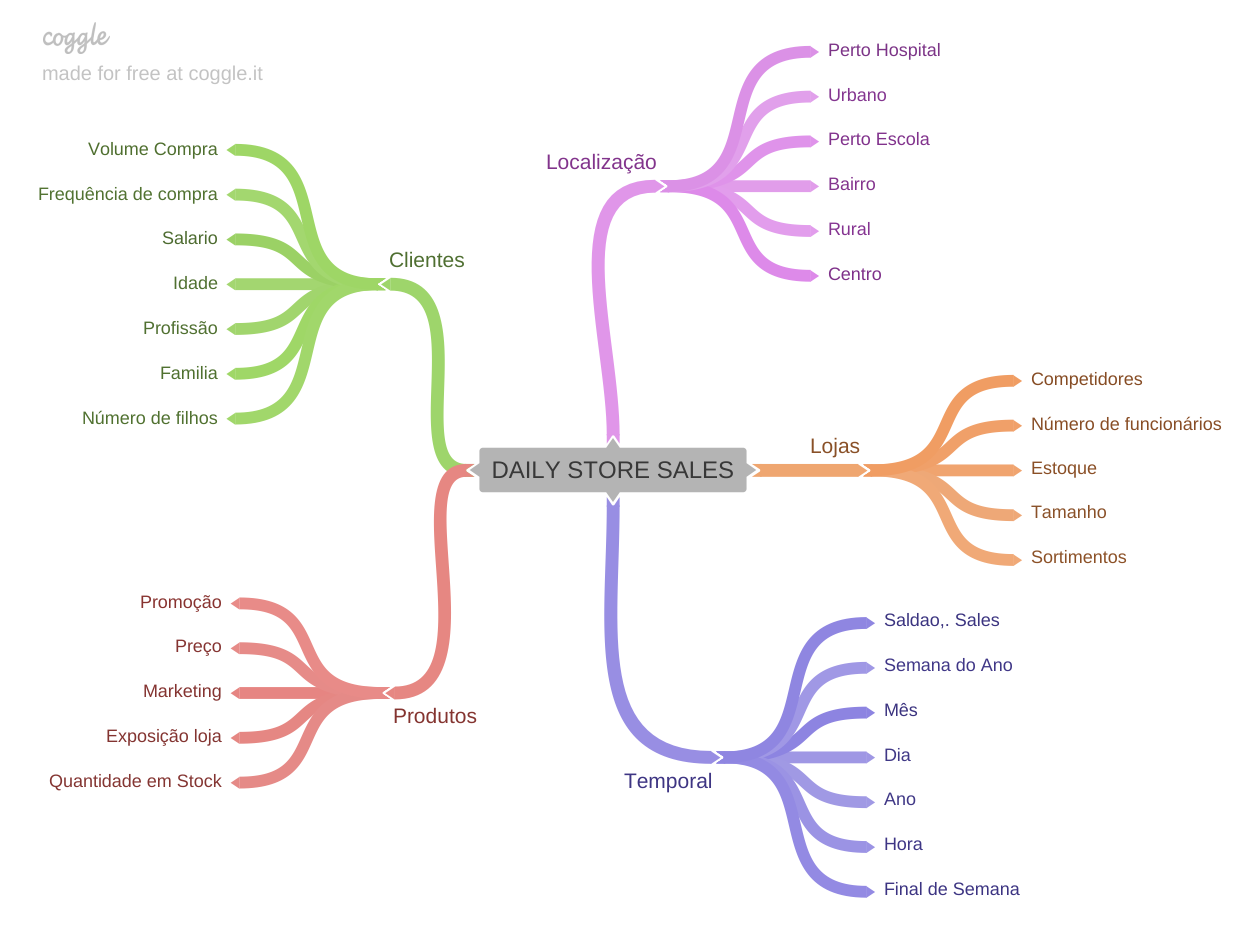 coggle
made for free at coggle.it
Clientes
Volume Compra
Frequência de compra
Salario
Idade
Profissão
Familia
Número de filhos
Localização
Perto Hospital
Urbano
Perto Escola
Bairro
Rural
Centro
DAILY STORE SALES
Lojas
Competidores
Número de funcionários
Estoque
Tamanho
Sortimentos
Produtos
Promoção
Preço
Marketing
Exposição loja
Quantidade em Stock
Temporal
Saldao,. Sales
Semana do Ano
Mês
Dia
Ano
Hora
Final de Semana